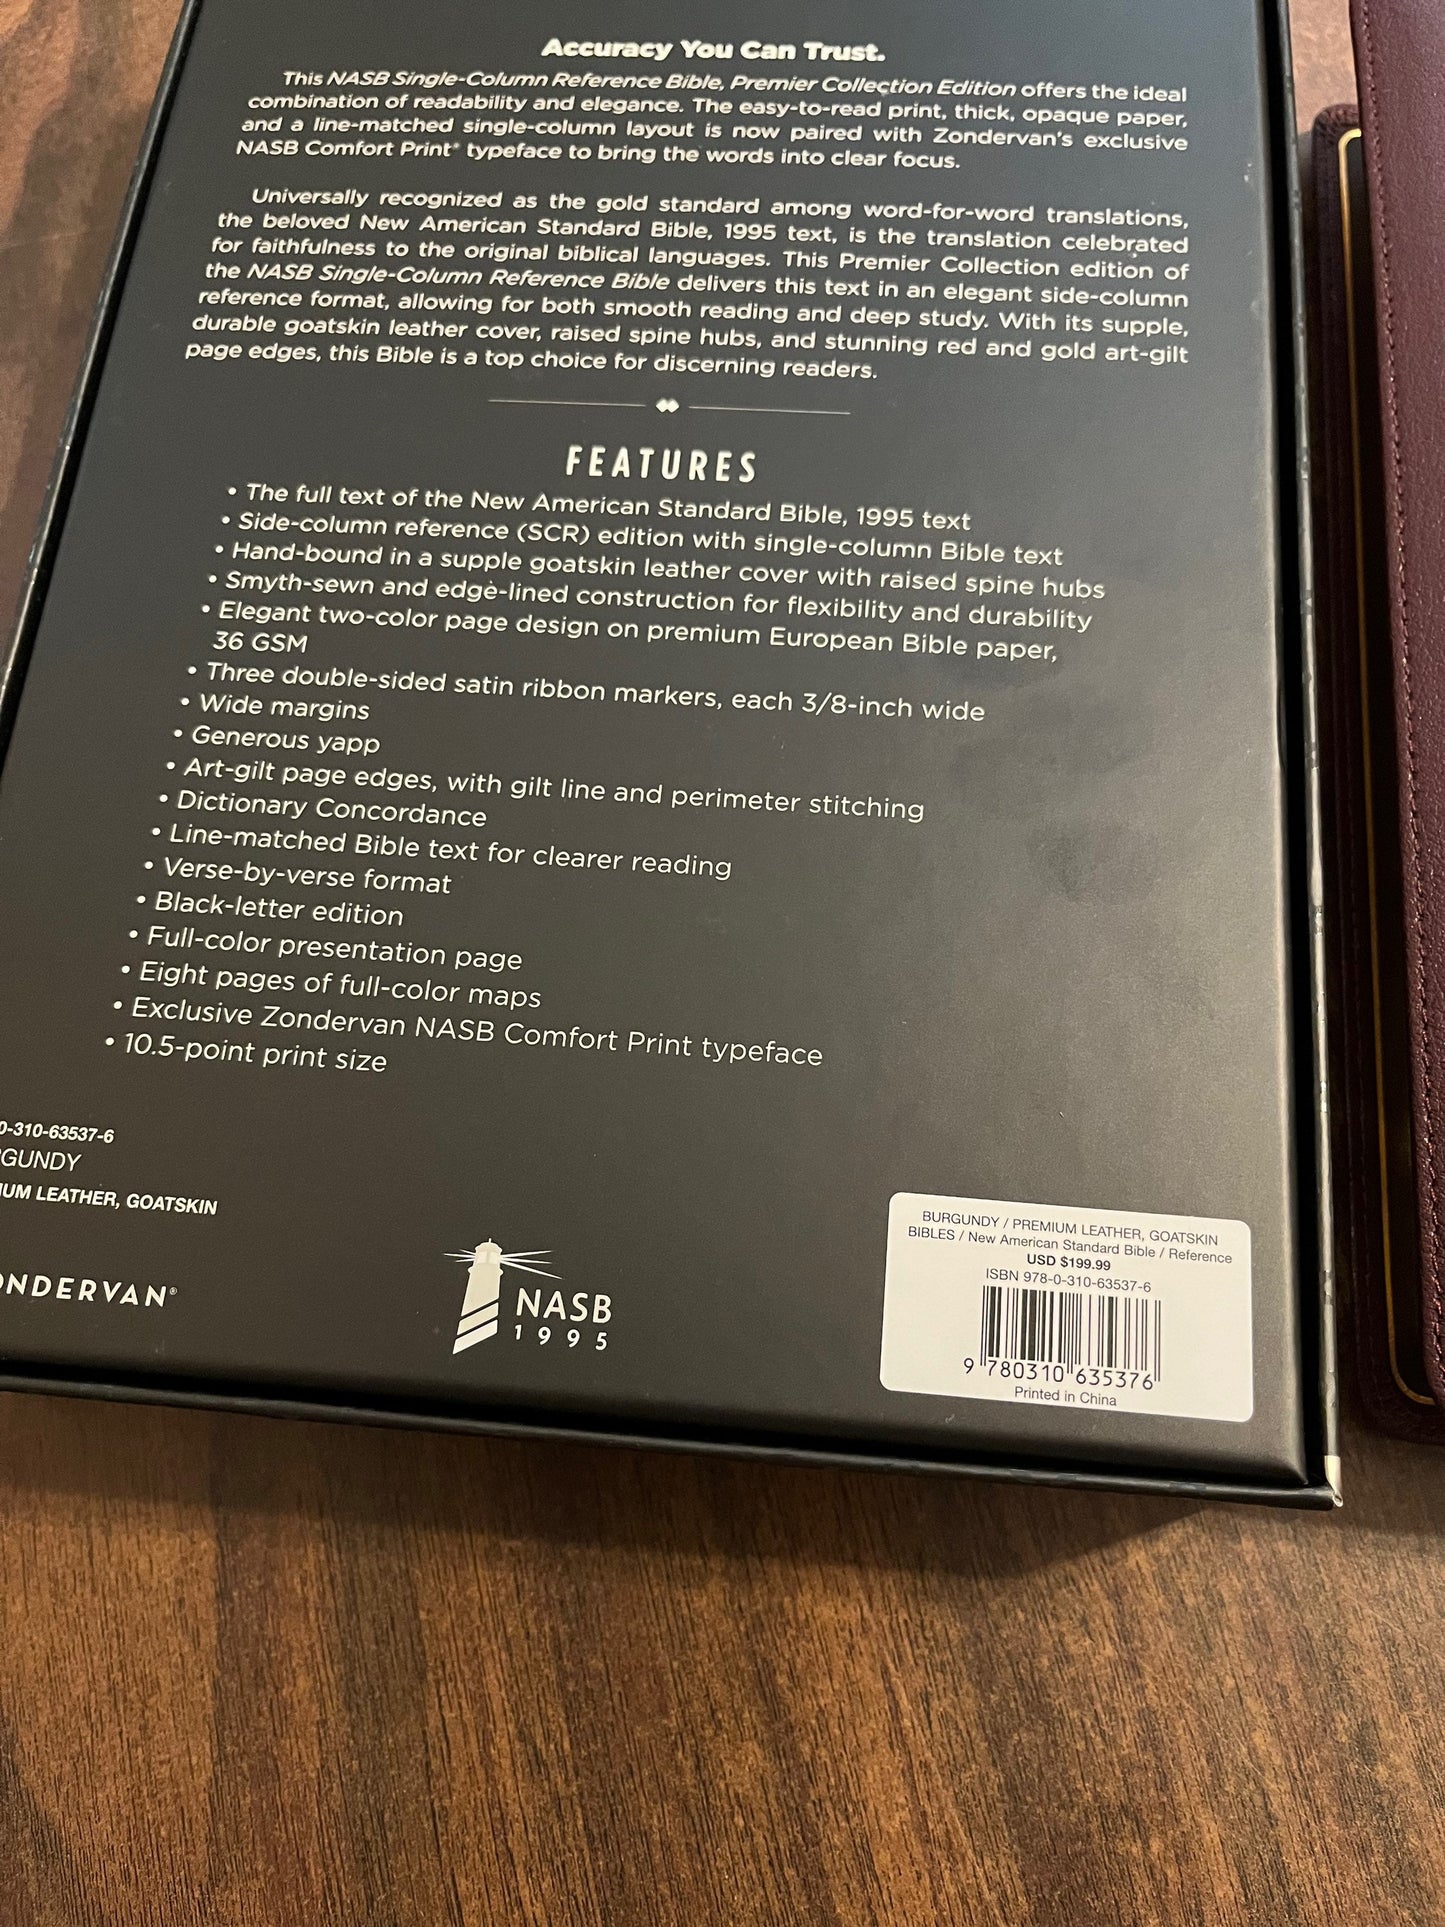 Accuracy You Can Trust.
This NASB Single-Column Reference Bible, Premier Collection Edition offers the ideal
combination of readability and elegance. The easy-to-read print, thick, opaque paper,
and a line-matched single-column layout is now paired with Zondervan's exclusive
NASB Comfort Print® typeface to bring the words into clear focus.
Universally recognized as the gold standard among word-for-word translations,
the beloved New American Standard Bible, 1995 text, is the translation celebrated
for faithfulness to the original biblical languages. This Premier Collection edition of
the NASB Single-Column Reference Bible delivers this text in an elegant side-column
reference format, allowing for both smooth reading and deep study. With its supple,
durable goatskin leather cover, raised spine hubs, and stunning red and gold art-gilt
page edges, this Bible is a top choice for discerning readers.
FEATURES
• The full text of the New American Standard Bible, 1995 text
• Side-column reference (SCR) edition with single-column Bible text
• Hand-bound in a supple goatskin leather cover with raised spine hubs
• Smyth-sewn and edge-lined construction for flexibility and durability
• Elegant two-color page design on premium European Bible paper,
36 GSM
• Three double-sided satin ribbon markers, each 3/8-inch wide
• Wide margins
• Generous yapp
• Art-gilt page edges, with gilt line and perimeter stitching
• Dictionary Concordance
• Line-matched Bible text for clearer reading
• Verse-by-verse format
• Black-letter edition
• Full-color presentation page
• Eight pages of full-color maps
• Exclusive Zondervan NASB Comfort Print typeface
• 10.5-point print size
0-310-63537-6
GUNDY
UM LEATHER, GOATSKIN
ONDERVAN®
NASB
1995
BURGUNDY / PREMIUM LEATHER, GOATSKIN
BIBLES / New American Standard Bible / Reference
USD $199.99
ISBN 978-0-310-63537-6
9 780310 635376
Printed in China